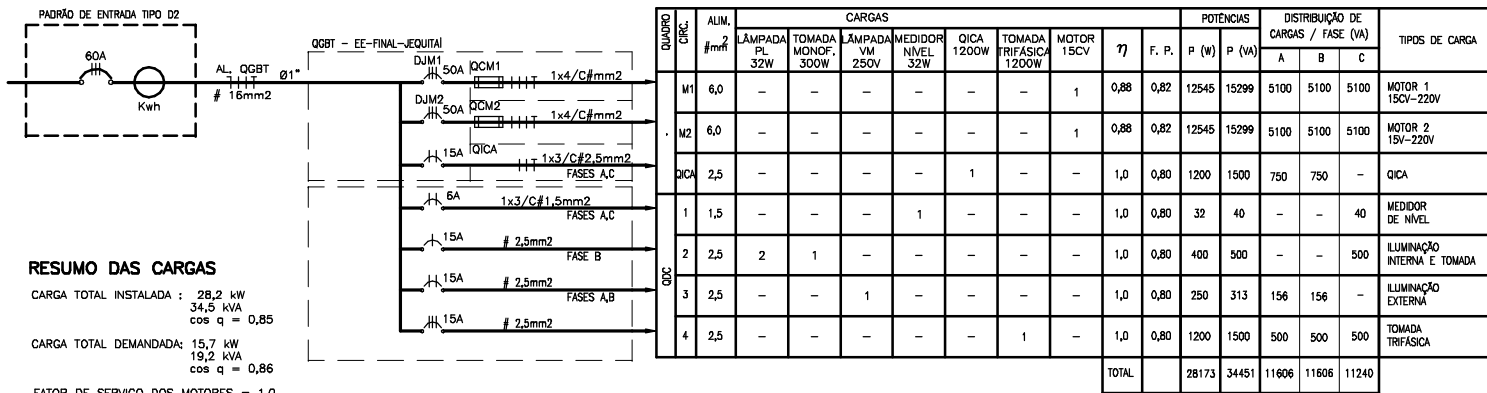 PADRÃO DE ENTRADA TIPO D2
60A
Kwh
AL. QGBT
# 16mm2
Ø1"
QGBT - EE-FINAL-JEQUITAÍ
DJM1
50A
QCM1
1x4/C#mm2
DJM2
50A
QCM2
1x4/C#mm2
QICA
15A
1x3/C#2,5mm2
FASES A,C
6A
1x3/C#1,5mm2
FASES A,C
15A
# 2,5mm2
FASE B
15A
# 2,5mm2
FASES A,B
15A
# 2,5mm2
RESUMO DAS CARGAS
CARGA TOTAL INSTALADA : 28,2 kW
34,5 kVA
cos q = 0,85
CARGA TOTAL DEMANDADA: 15,7 kW
19,2 kVA
cos q = 0,86
FATOR DE SERVIÇO DOS MOTORES = 1,0
QUADRO
CIRC.
ALIM. #mm2
CARGAS
POTÊNCIAS
DISTRIBUIÇÃO DE CARGAS / FASE (VA)
TIPOS DE CARGA
LÂMPADA PL 32W
TOMADA MONOF. 300W
LÂMPADA VM 250V
MEDIDOR NÍVEL 32W
QICA 1200W
TOMADA TRIFÁSICA 1200W
MOTOR 15CV
η
F. P.
P (W)
P (VA)
A
B
C
M1 6,0 – – – – – – 1 0,88 0,82 12545 15299 5100 5100 5100 MOTOR 1 15CV-220V
M2 6,0 – – – – – – 1 0,88 0,82 12545 15299 5100 5100 5100 MOTOR 2 15V-220V
QICA 2,5 – – – – 1 – – 1,0 0,80 1200 1500 750 750 – QICA
QDC
1 1,5 – – – 1 – – – 1,0 0,80 32 40 – – 40 MEDIDOR DE NÍVEL
2 2,5 2 1 – – – – – 1,0 0,80 400 500 – – 500 ILUMINAÇÃO INTERNA E TOMADA
3 2,5 – – 1 – – – – 1,0 0,80 250 313 156 156 – ILUMINAÇÃO EXTERNA
4 2,5 – – – – – 1 – 1,0 0,80 1200 1500 500 500 500 TOMADA TRIFÁSICA
TOTAL 28173 34451 11606 11606 11240